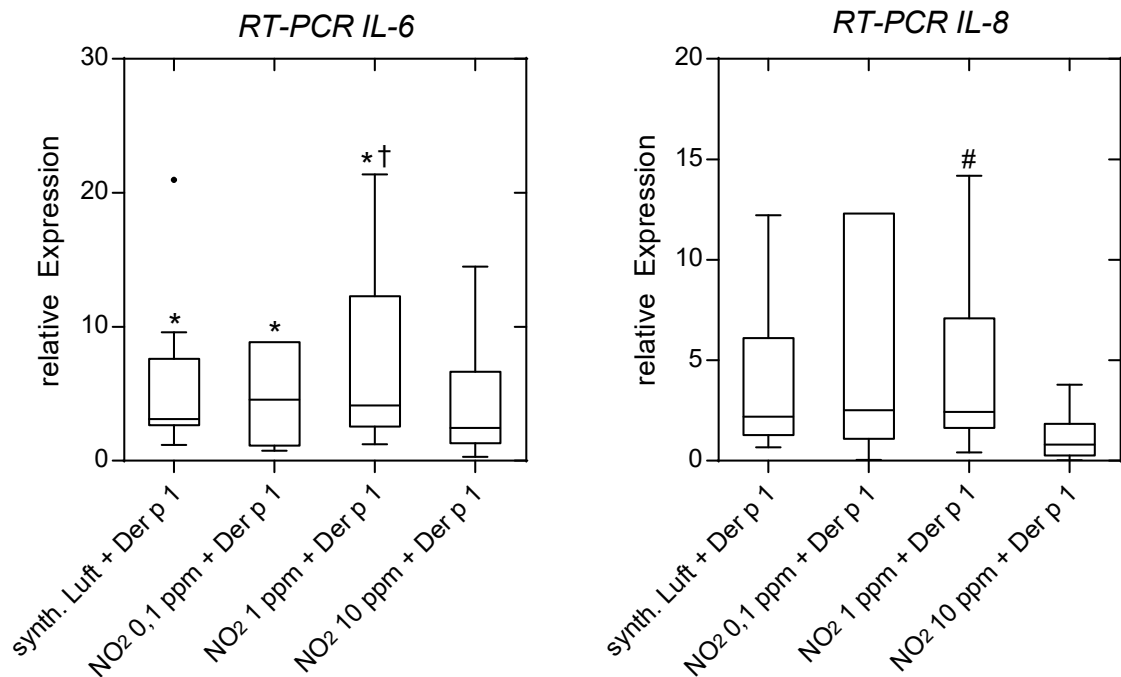 RT-PCR IL-6
30
20
10
0
relative Expression
*
*
*†
synth. Luft + Der p 1
NO2 0,1 ppm + Der p 1
NO2 1 ppm + Der p 1
NO2 10 ppm + Der p 1
RT-PCR IL-8
20
15
10
5
0
relative Expression
#
synth. Luft + Der p 1
NO2 0,1 ppm + Der p 1
NO2 1 ppm + Der p 1
NO2 10 ppm + Der p 1